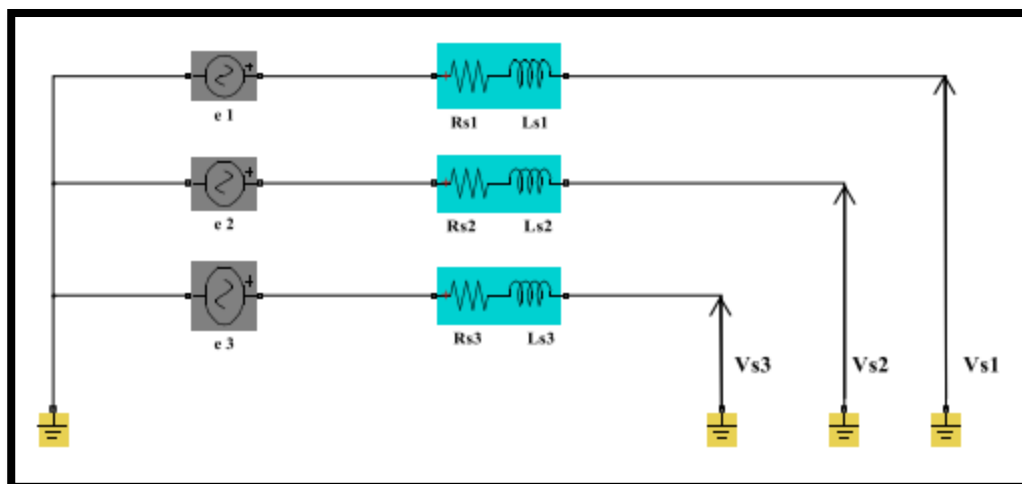 e 1
Rs1 Ls1
e 2
Rs2 Ls2
e 3
Rs3 Ls3
Vs3 Vs2 Vs1